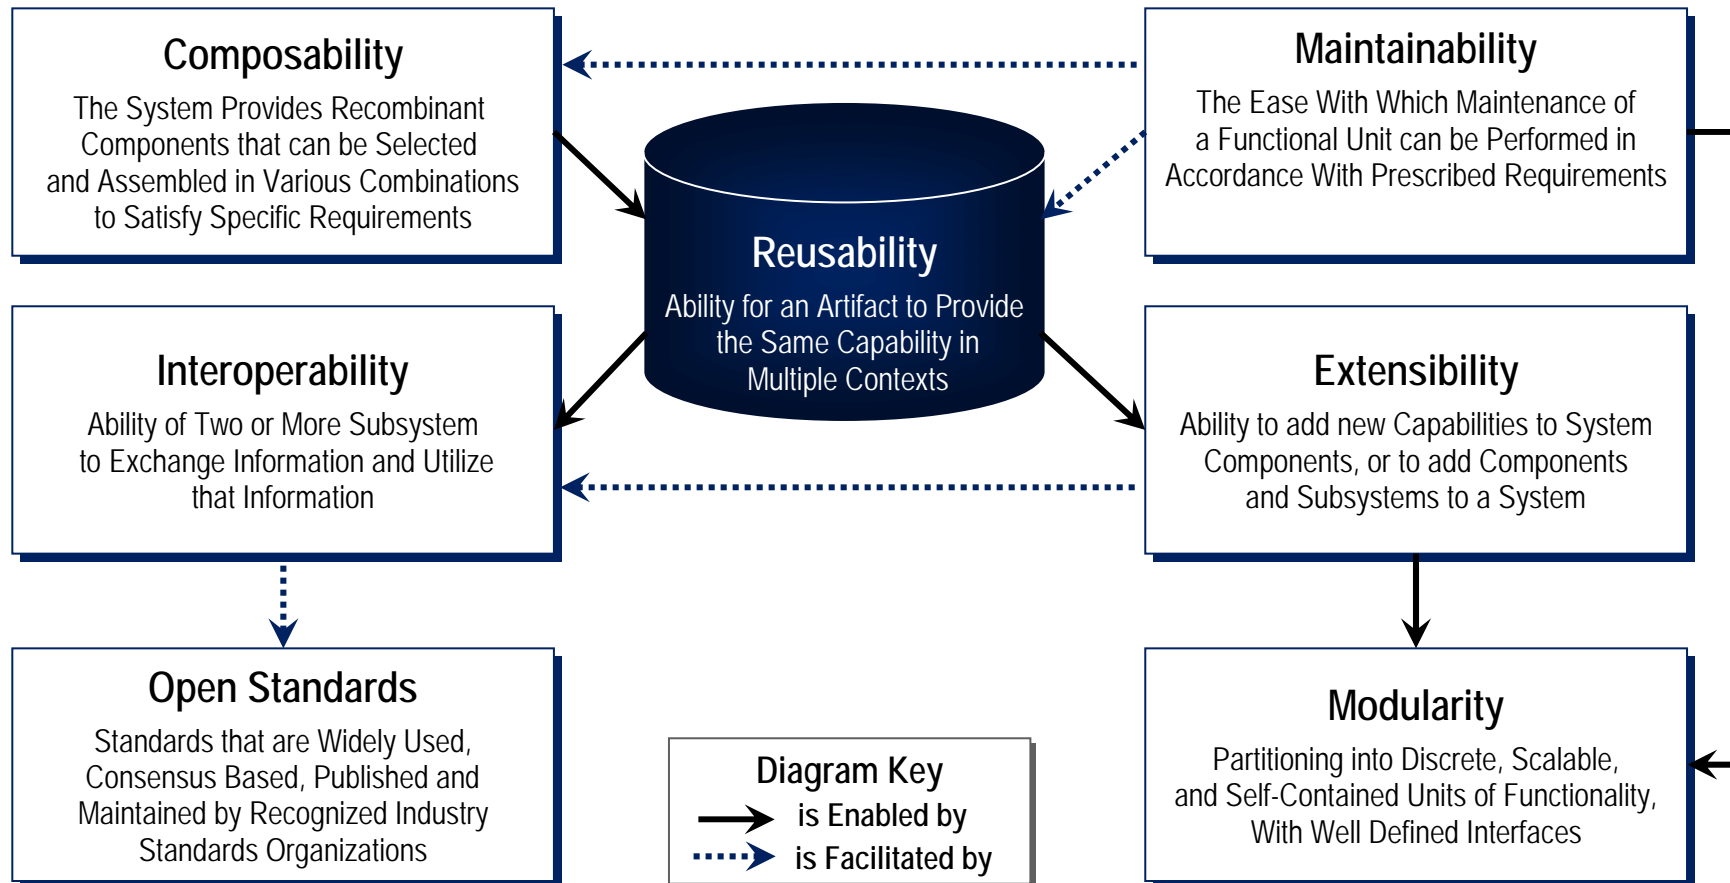 Composability
The System Provides Recombinant
Components that can be Selected
and Assembled in Various Combinations
to Satisfy Specific Requirements
Maintainability
The Ease With Which Maintenance of
a Functional Unit can be Performed in
Accordance With Prescribed Requirements
Reusability
Ability for an Artifact to Provide
the Same Capability in
Multiple Contexts
Interoperability
Ability of Two or More Subsystem
to Exchange Information and Utilize
that Information
Extensibility
Ability to add new Capabilities to System
Components, or to add Components
and Subsystems to a System
Open Standards
Standards that are Widely Used,
Consensus Based, Published and
Maintained by Recognized Industry
Standards Organizations
Diagram Key
is Enabled by
is Facilitated by
Modularity
Partitioning into Discrete, Scalable,
and Self-Contained Units of Functionality,
With Well Defined Interfaces